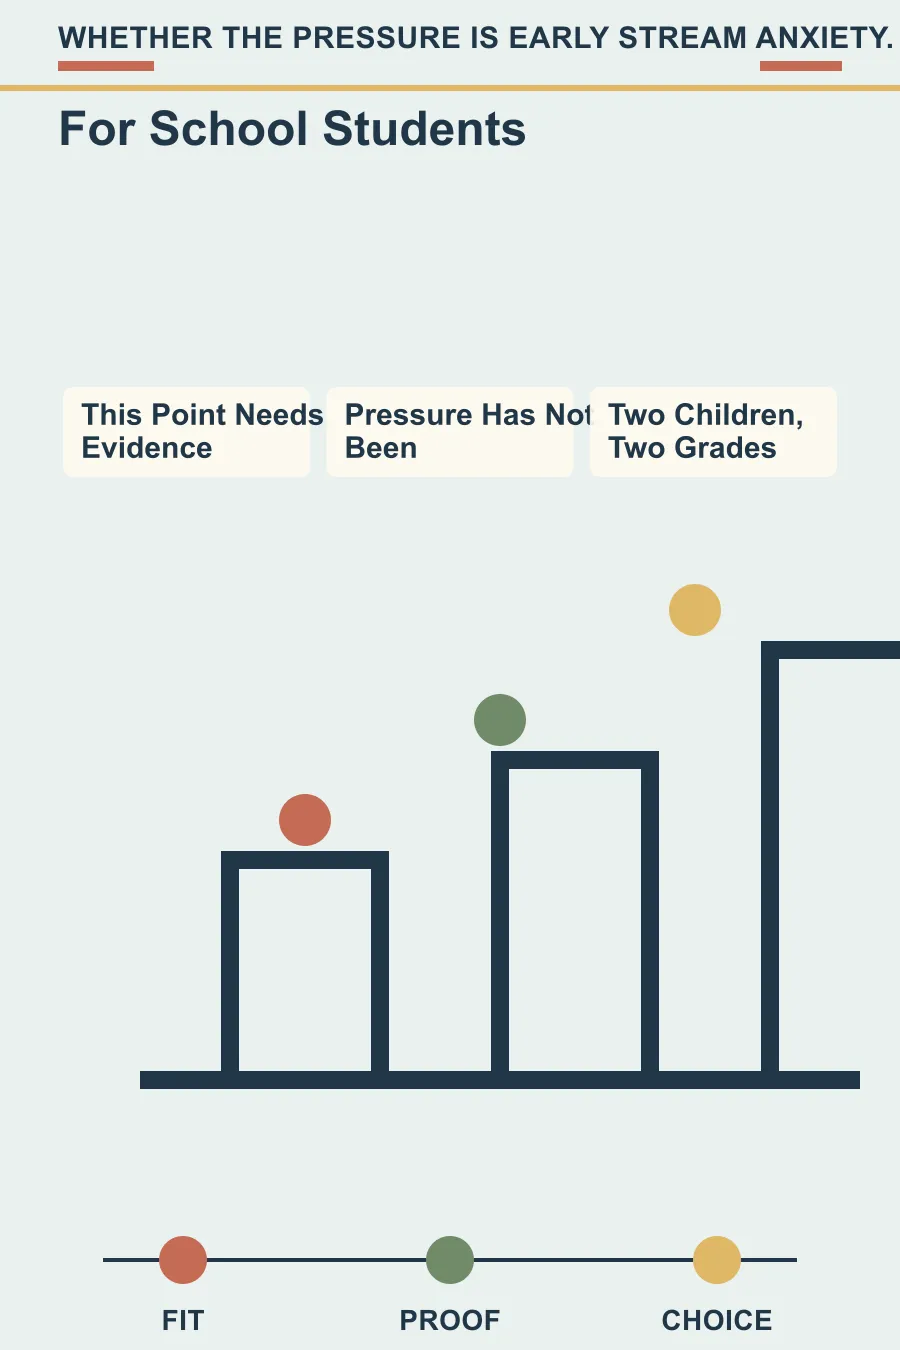 WHETHER THE PRESSURE IS EARLY STREAM ANXIETY.
For School Students
This Point Needs
Evidence
Pressure Has Not
Been
Two Children,
Two Grades
FIT
PROOF
CHOICE